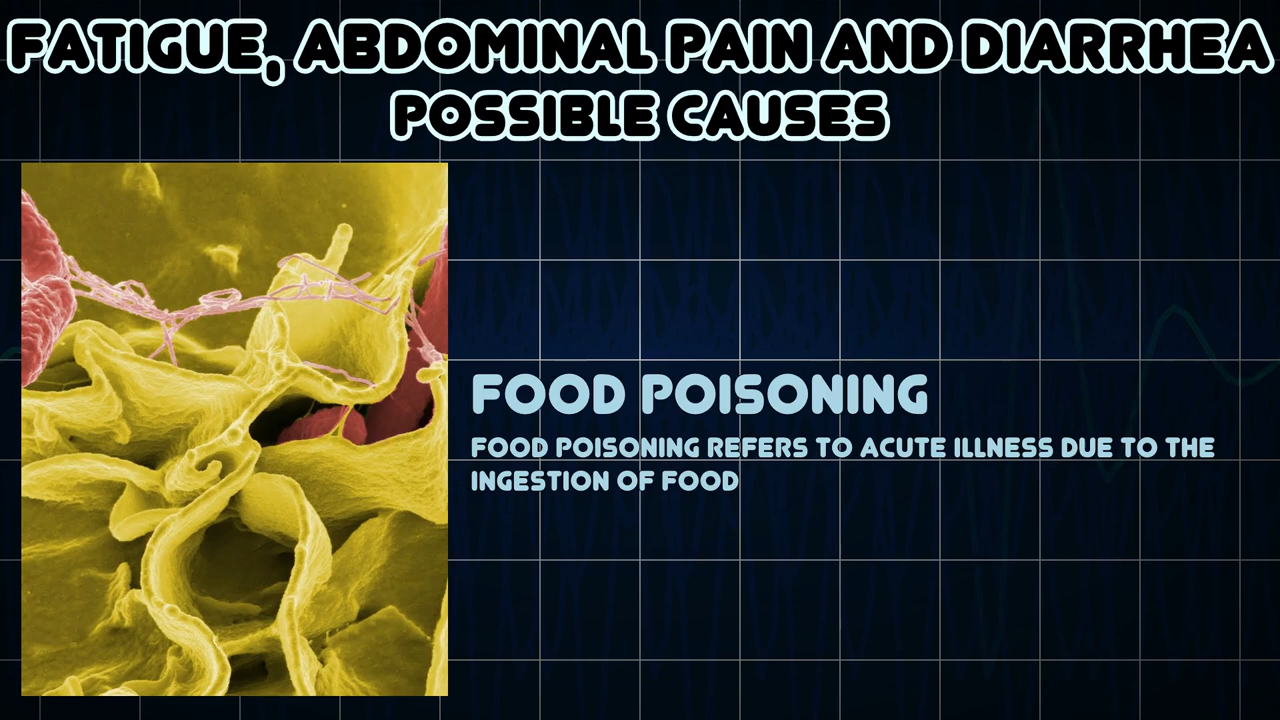 FATIGUE, ABDOMINAL PAIN AND DIARRHEA
POSSIBLE CAUSES
FOOD POISONING
FOOD POISONING REFERS TO ACUTE ILLNESS DUE TO THE
INGESTION OF FOOD